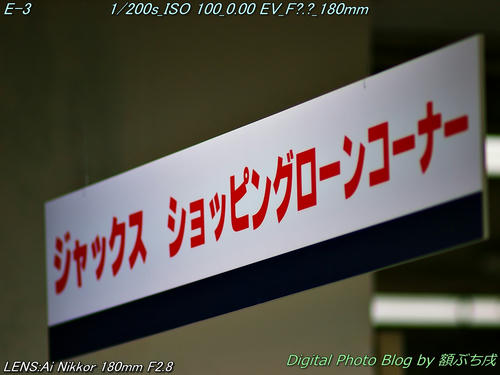 E-3 1/200s_ISO 100_0.00 EV_F?.?_180mm
ジャックス ショッピングローンコーナー
LENS:Ai Nikkor 180mm F2.8
Digital Photo Blog by 額ぶち戌